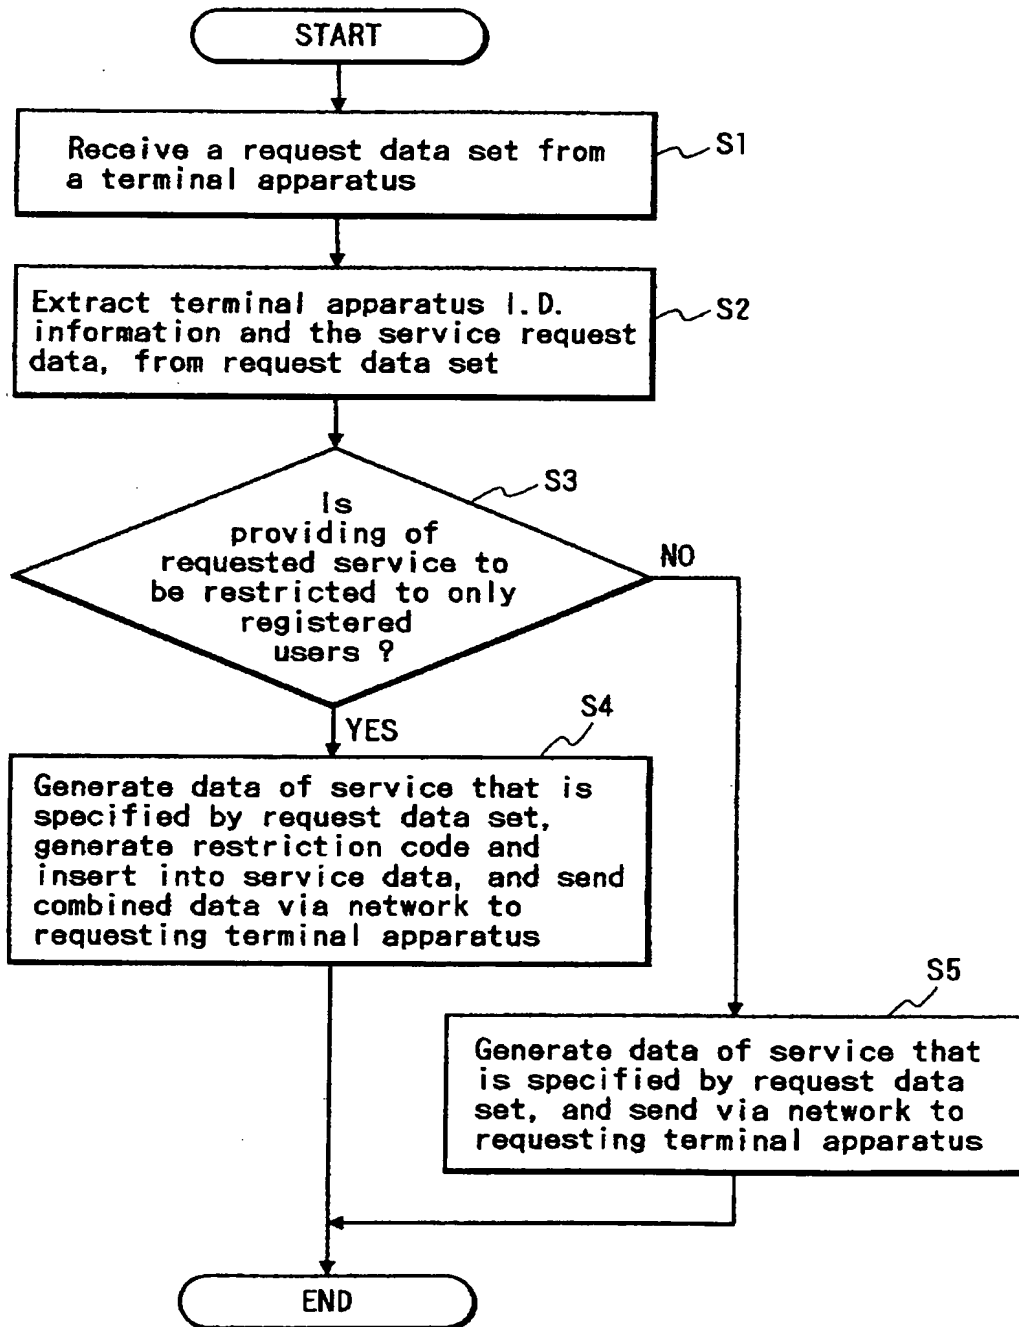 START
Receive a request data set from
a terminal apparatus
S1
Extract terminal apparatus I.D.
information and the service request
data, from request data set
S2
Is
providing of
requested service to
be restricted to only
registered
users ?
S3
NO
YES
S4
Generate data of service that is
specified by request data set,
generate restriction code and
insert into service data, and send
combined data via network to
requesting terminal apparatus
S5
Generate data of service that
is specified by request data
set, and send via network to
requesting terminal apparatus
END